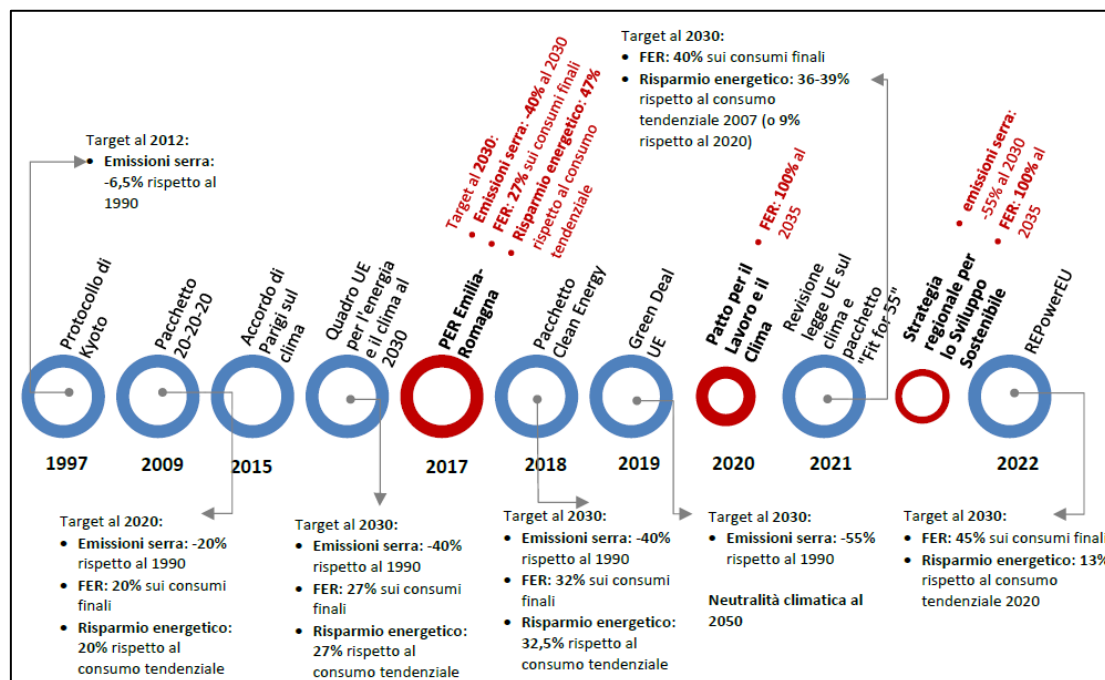 Target al 2012:
• Emissioni serra:
-6,5% rispetto al
1990
Target al 2030:
• Emissioni serra: -40% al 2030
• FER: 27% sui consumi finali
• Risparmio energetico: 47%
rispetto al consumo
tendenziale
Target al 2030:
• FER: 40% sui consumi finali
• Risparmio energetico: 36-39%
rispetto al consumo
tendenziale 2007 (o 9%
rispetto al 2020)
• FER: 100% al
2035
• emissioni serra:
-55% al 2030
• FER: 100% al
2035
Protocollo di
Kyoto
Pacchetto
20-20-20
Accordo di
Parigi sul
clima
Quadro UE
per l'energia
e il clima al
2030
PER Emilia-
Romagna
Pacchetto
Clean Energy
Green Deal
UE
Patto per il
Lavoro e il
Clima
Revisione
legge UE sul
clima e
pacchetto
"Fit for 55"
Strategia
regionale per
lo Sviluppo
Sostenibile
REPowerEU
1997
2009
2015
2017
2018
2019
2020
2021
2022
Target al 2020:
• Emissioni serra: -20%
rispetto al 1990
• FER: 20% sui consumi
finali
• Risparmio energetico:
20% rispetto al
consumo tendenziale
Target al 2030:
• Emissioni serra: -40%
rispetto al 1990
• FER: 27% sui consumi
finali
• Risparmio energetico:
27% rispetto al
consumo tendenziale
Target al 2030:
• Emissioni serra: -40%
rispetto al 1990
• FER: 32% sui consumi
finali
• Risparmio energetico:
32,5% rispetto al
consumo tendenziale
Target al 2030:
• Emissioni serra: -55%
rispetto al 1990
Neutralità climatica al
2050
Target al 2030:
• FER: 45% sui consumi finali
• Risparmio energetico: 13%
rispetto al consumo
tendenziale 2020